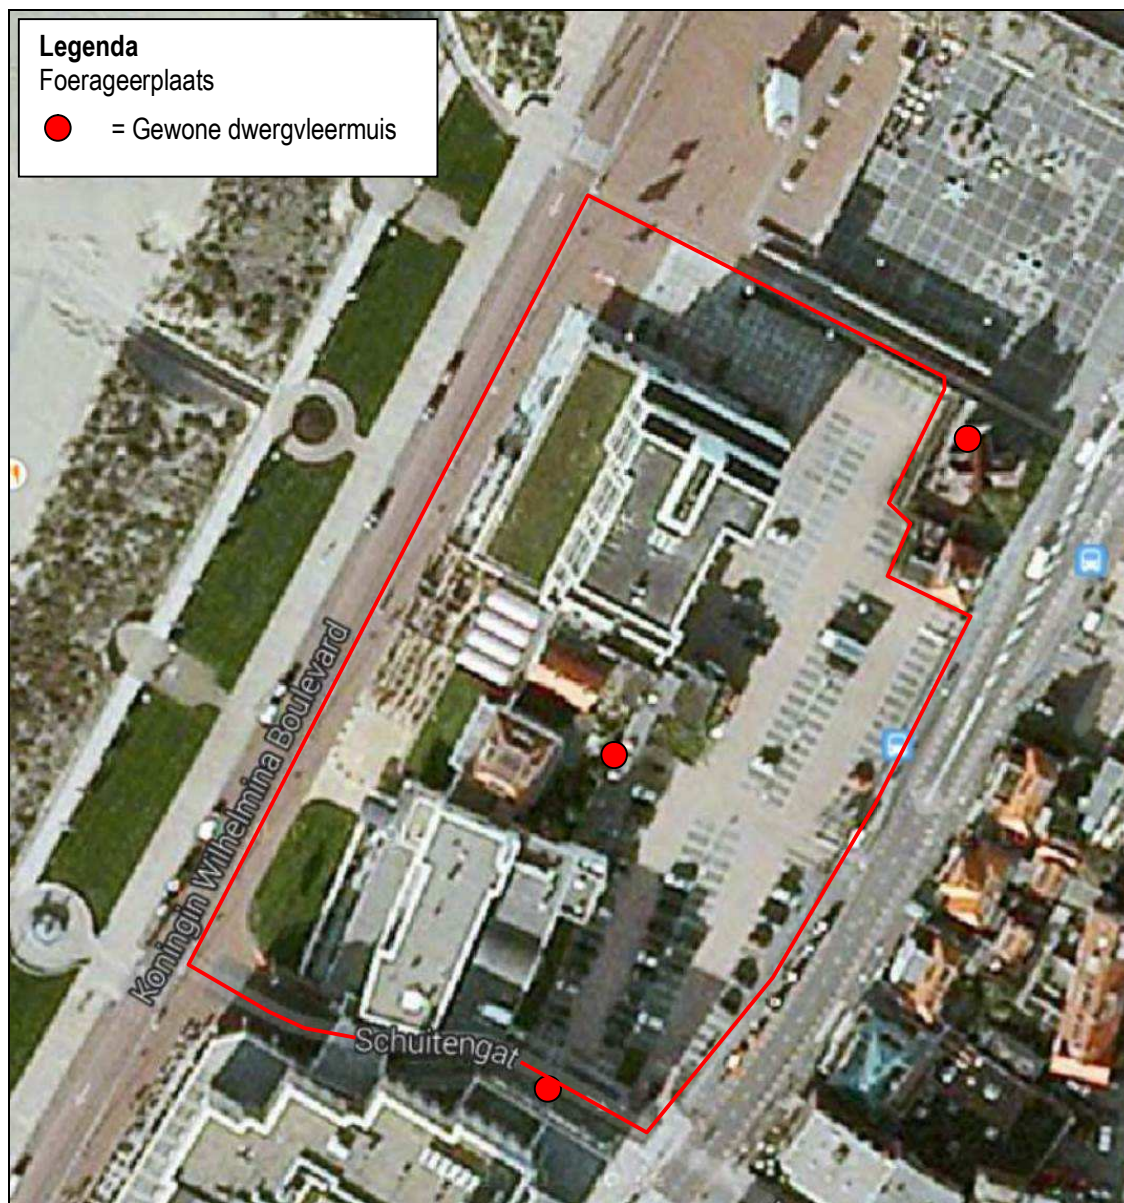 Legenda
Foerageerplaats
= Gewone dwergvleermuis
Koningin Wilhelmina Boulevard
Schuitengat